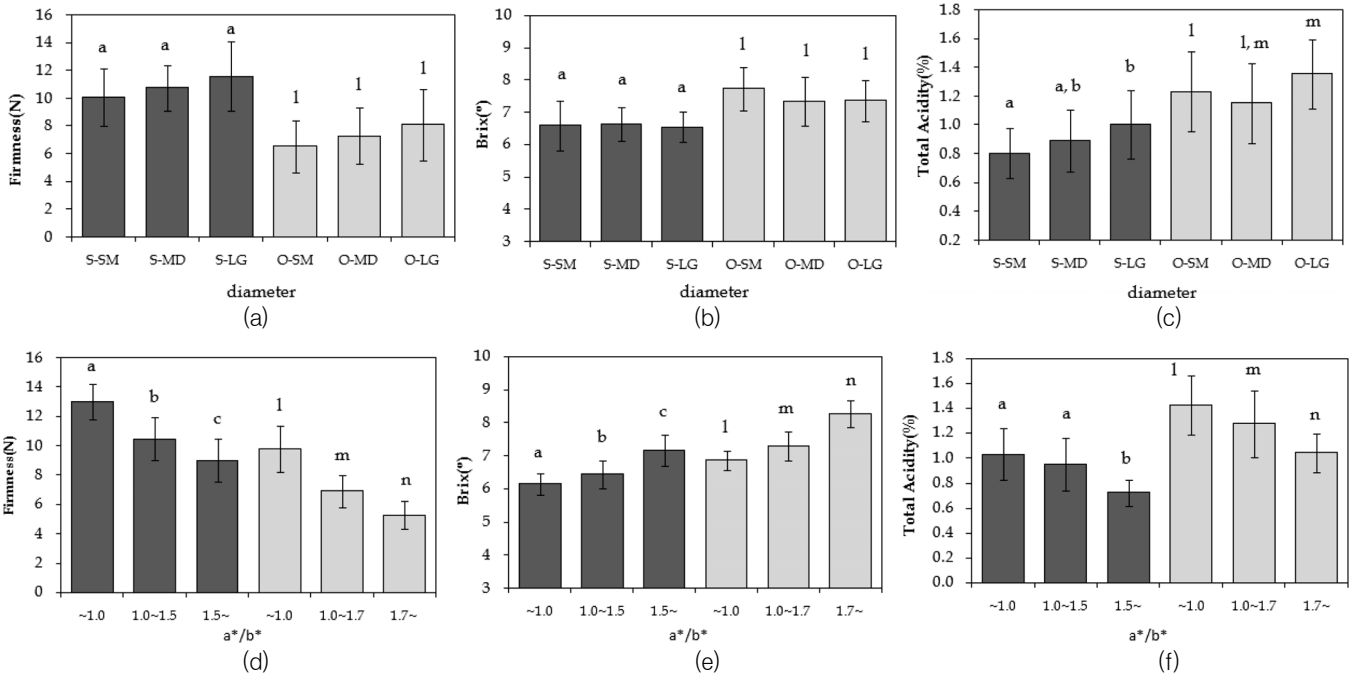 16
14
12
10
8
6
4
2
0
Firmness(N)
a a a l l l
S-SM S-MD S-LG O-SM O-MD O-LG
diameter
(a)
10
9
8
7
6
5
4
3
Brix(º)
a a a l l l
S-SM S-MD S-LG O-SM O-MD O-LG
diameter
(b)
1.8
1.6
1.4
1.2
1.0
0.8
0.6
0.4
0.2
Total Acidity(%)
a a, b b l l, m m
S-SM S-MD S-LG O-SM O-MD O-LG
diameter
(c)
16
14
12
10
8
6
4
2
0
Firmness(N)
a b c l m n
~1.0 1.0~1.5 1.5~ ~1.0 1.0~1.7 1.7~
a*/b*
(d)
10
9
8
7
6
5
4
3
Brix(º)
a b c l m n
~1.0 1.0~1.5 1.5~ ~1.0 1.0~1.7 1.7~
a*/b*
(e)
1.8
1.6
1.4
1.2
1.0
0.8
0.6
0.4
0.2
0.0
Total Acidity(%)
a a b l m n
~1.0 1.0~1.5 1.5~ ~1.0 1.0~1.7 1.7~
a*/b*
(f)